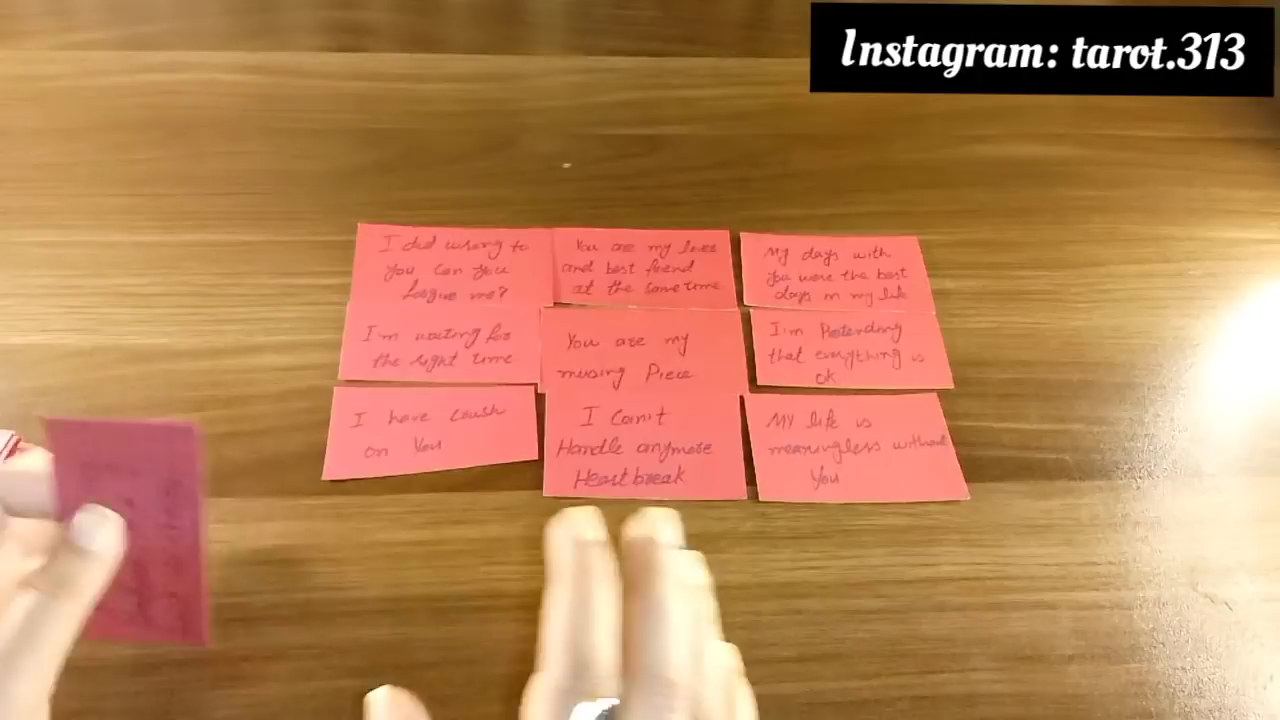 Instagram: tarot.313
I did wrong to
you can you
forgive me?
You are my love
and best friend
at the same time
My days with
you were the best
days in my life
I'm waiting for
the right time
You are my
missing Piece
I'm Pretending
that everything is
ok
I have crush
on You
I Can't
Handle anymore
Heartbreak
MY life is
meaningless without
You